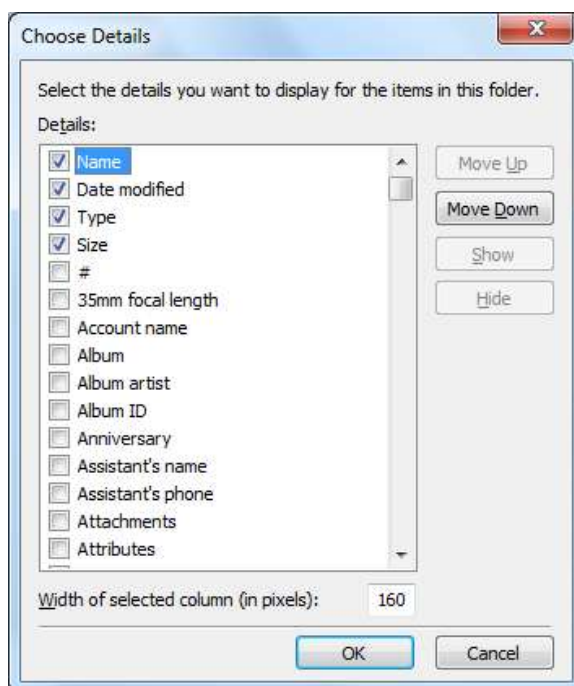 Choose Details
Select the details you want to display for the items in this folder.
Details:
Name
Move Up
Date modified
Type
Move Down
Size
Show
#
35mm focal length
Hide
Account name
Album
Album artist
Album ID
Anniversary
Assistant's name
Assistant's phone
Attachments
Attributes
Width of selected column (in pixels): 160
OK Cancel